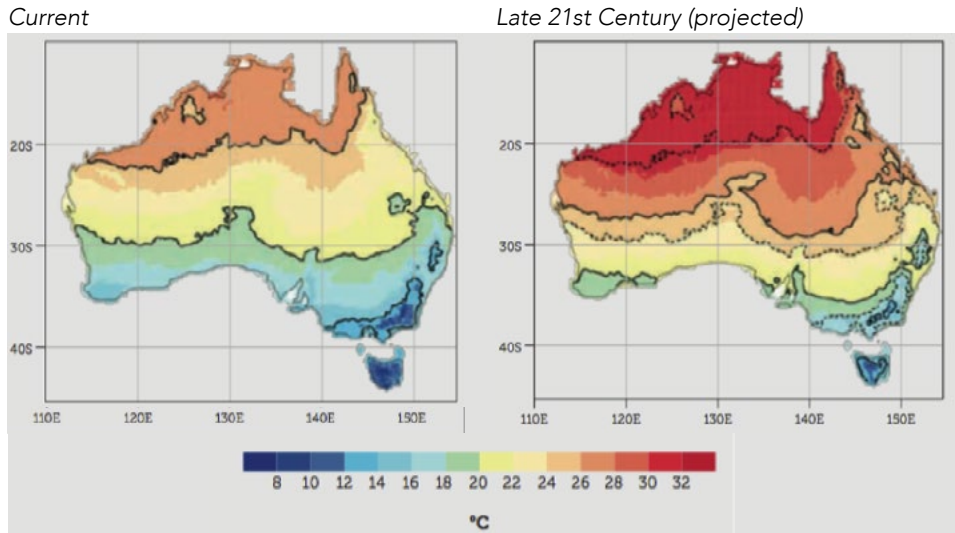 Current Late 21st Century (projected)
20S 20S
30S 30S
40S 40S
110E 120E 130E 140E 150E 110E 120E 130E 140E 150E
8 10 12 14 16 18 20 22 24 26 28 30 32
°C